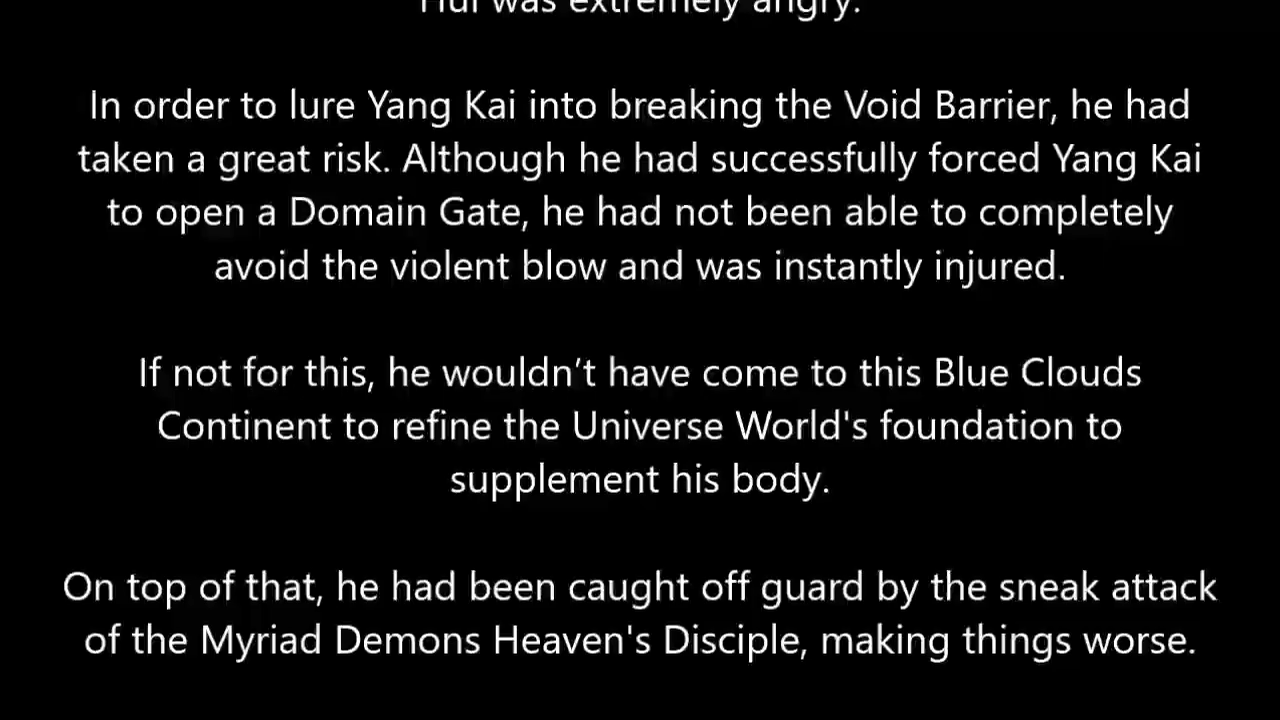 Hui was extremely angry.
In order to lure Yang Kai into breaking the Void Barrier, he had
taken a great risk. Although he had successfully forced Yang Kai
to open a Domain Gate, he had not been able to completely
avoid the violent blow and was instantly injured.
If not for this, he wouldn’t have come to this Blue Clouds
Continent to refine the Universe World's foundation to
supplement his body.
On top of that, he had been caught off guard by the sneak attack
of the Myriad Demons Heaven's Disciple, making things worse.